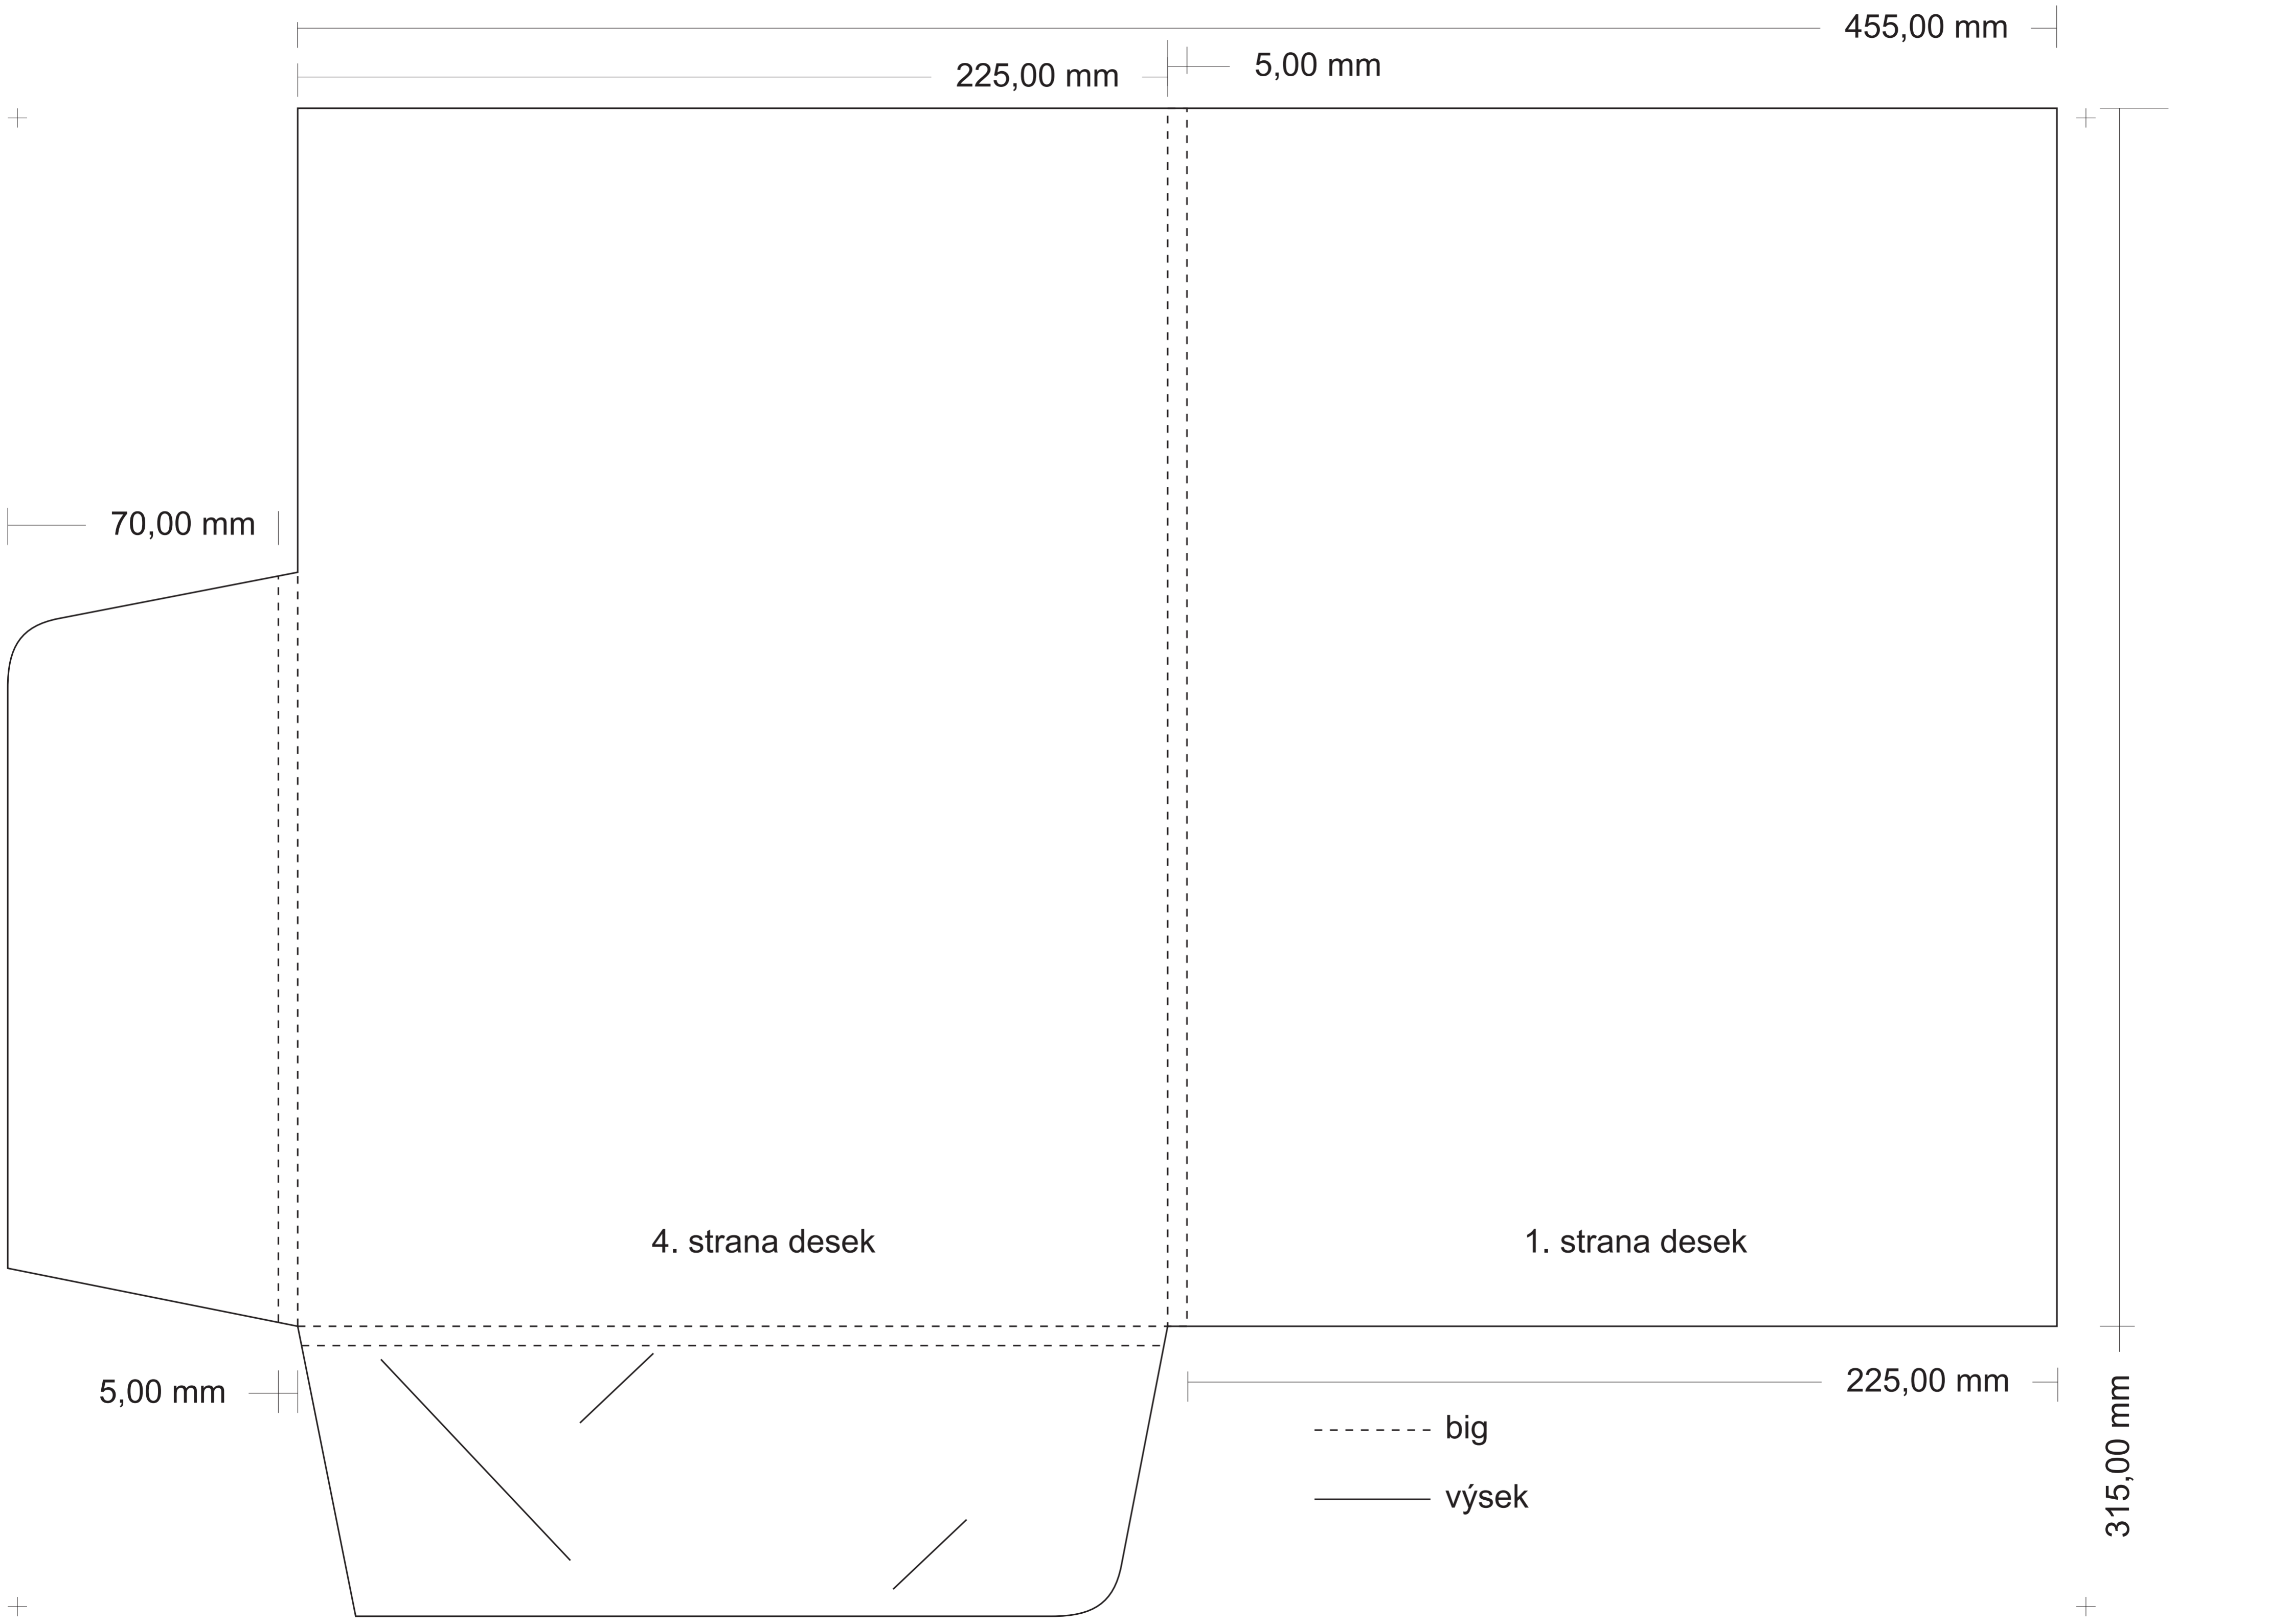 455,00 mm
5,00 mm
225,00 mm
70,00 mm
4. strana desek
1. strana desek
5,00 mm
225,00 mm
315,00 mm
big
výsek